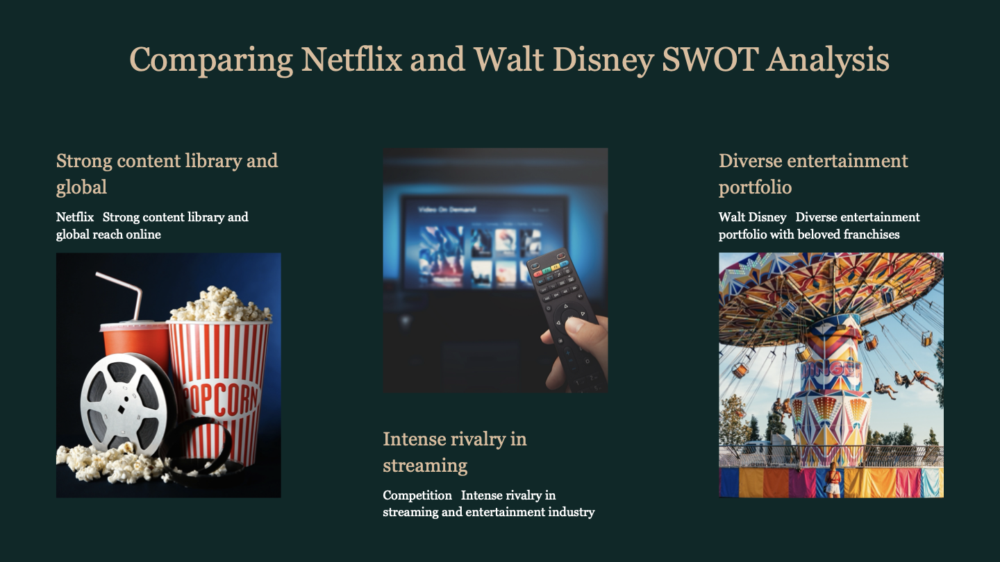 Comparing Netflix and Walt Disney SWOT Analysis
Strong content library and
global
Netflix   Strong content library and
global reach online
POPCORN
Video On Demand
Intense rivalry in
streaming
Competition   Intense rivalry in
streaming and entertainment industry
Diverse entertainment
portfolio
Walt Disney   Diverse entertainment
portfolio with beloved franchises